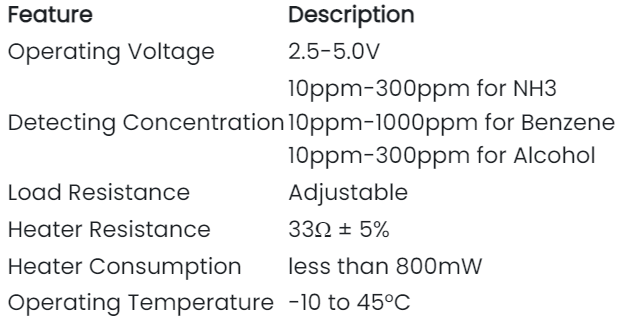 Feature Description
Operating Voltage 2.5-5.0V
10ppm-300ppm for NH3
Detecting Concentration 10ppm-1000ppm for Benzene
10ppm-300ppm for Alcohol
Load Resistance Adjustable
Heater Resistance 33Ω ± 5%
Heater Consumption less than 800mW
Operating Temperature -10 to 45°C